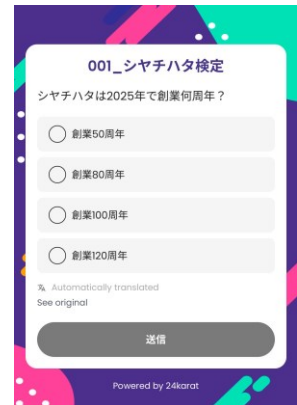 001_シヤチハタ検定
シヤチハタは2025年で創業何周年？
創業50周年
創業80周年
創業100周年
創業120周年
Automatically translated
See original
送信
Powered by 24karat